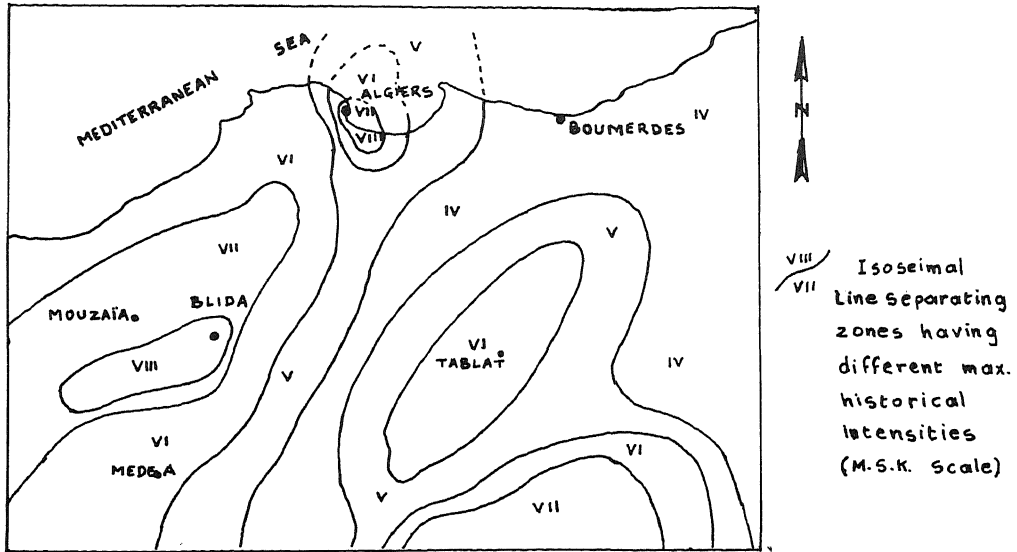 SEA
V
MEDITERRANEAN
VI
ALGIERS
VII
VIII
BOUMERDES
IV
N
VI
IV
V
VII
BLIDA
MOUZAÏA
VIII
VI
TABLAT
IV
V
VI
MEDEA
VI
V
VII
VIII
VII
Isoseimal
Line separating
zones having
different max.
historical
Intensities
(M.S.K. Scale)